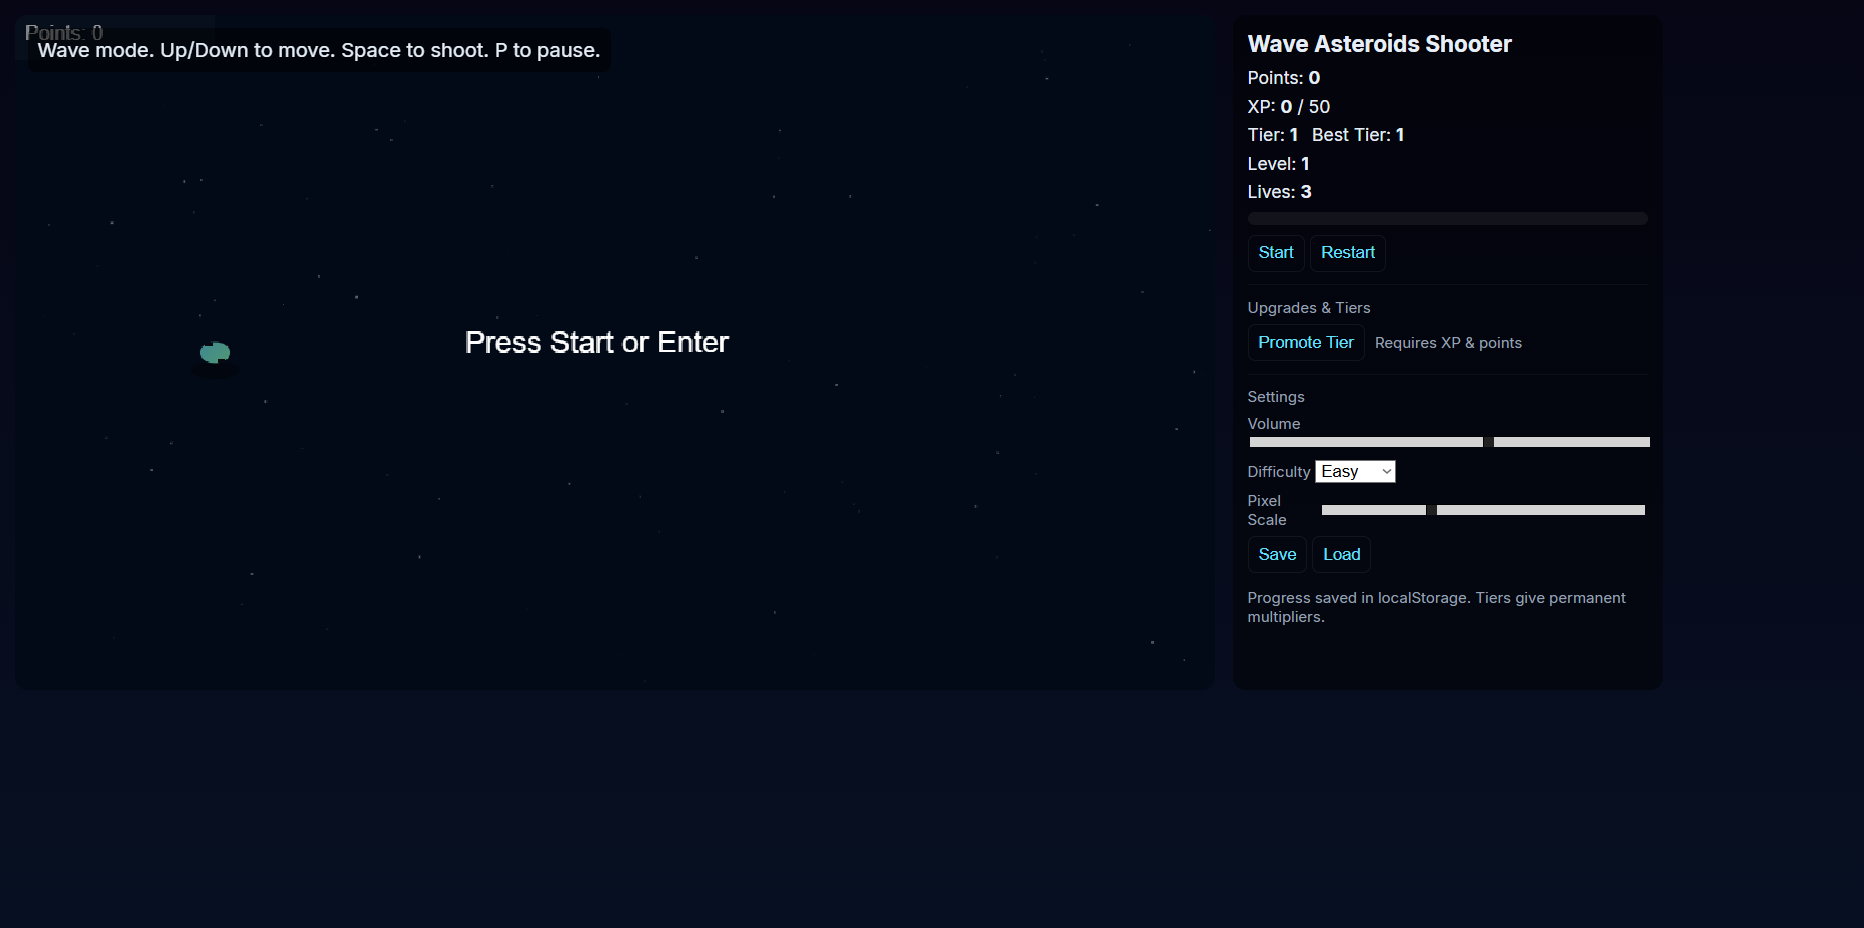 Points: 0
Wave mode. Up/Down to move. Space to shoot. P to pause.
Press Start or Enter
Wave Asteroids Shooter
Points: 0
XP: 0 / 50
Tier: 1 Best Tier: 1
Level: 1
Lives: 3
Start Restart
Upgrades & Tiers
Promote Tier Requires XP & points
Settings
Volume
Difficulty Easy
Pixel
Scale
Save Load
Progress saved in localStorage. Tiers give permanent
multipliers.